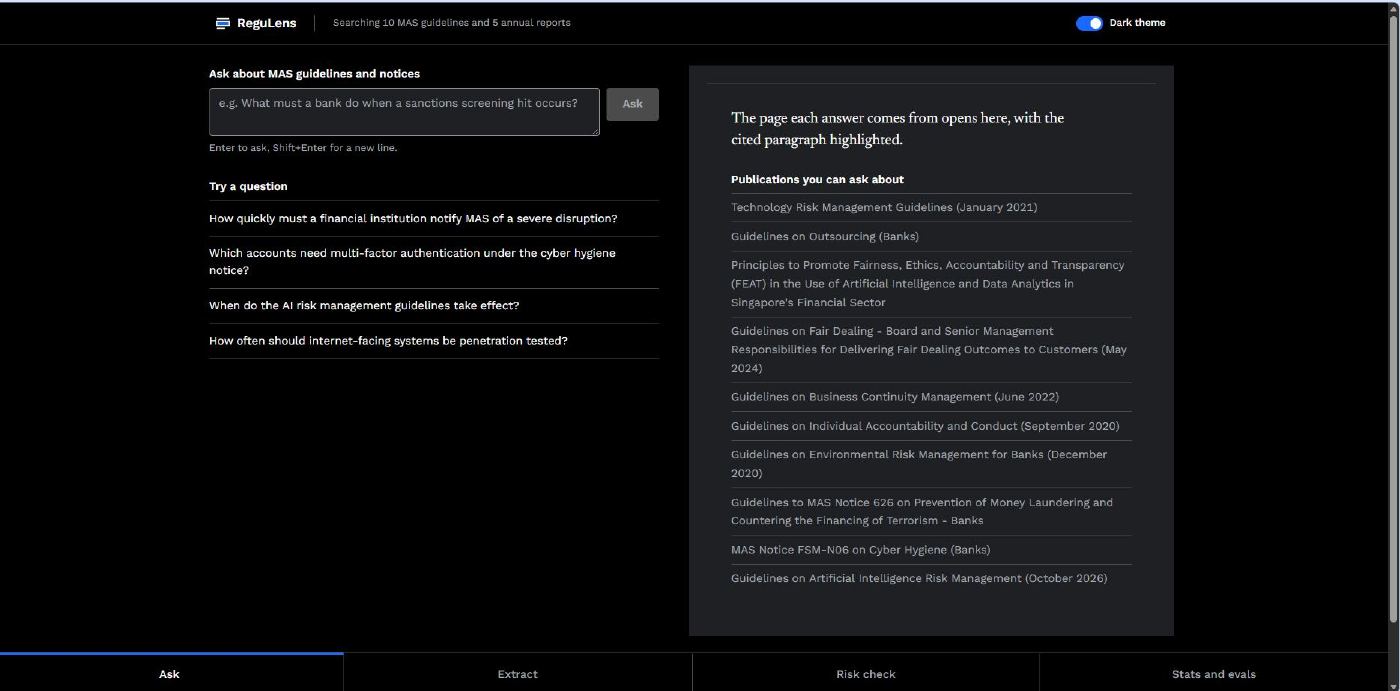 ReguLens
Searching 10 MAS guidelines and 5 annual reports
Dark theme
Ask about MAS guidelines and notices
e.g. What must a bank do when a sanctions screening hit occurs?
Ask
Enter to ask, Shift+Enter for a new line.
Try a question
How quickly must a financial institution notify MAS of a severe disruption?
Which accounts need multi-factor authentication under the cyber hygiene
notice?
When do the AI risk management guidelines take effect?
How often should internet-facing systems be penetration tested?
The page each answer comes from opens here, with the
cited paragraph highlighted.
Publications you can ask about
Technology Risk Management Guidelines (January 2021)
Guidelines on Outsourcing (Banks)
Principles to Promote Fairness, Ethics, Accountability and Transparency
(FEAT) in the Use of Artificial Intelligence and Data Analytics in
Singapore's Financial Sector
Guidelines on Fair Dealing - Board and Senior Management
Responsibilities for Delivering Fair Dealing Outcomes to Customers (May
2024)
Guidelines on Business Continuity Management (June 2022)
Guidelines on Individual Accountability and Conduct (September 2020)
Guidelines on Environmental Risk Management for Banks (December
2020)
Guidelines to MAS Notice 626 on Prevention of Money Laundering and
Countering the Financing of Terrorism - Banks
MAS Notice FSM-N06 on Cyber Hygiene (Banks)
Guidelines on Artificial Intelligence Risk Management (October 2026)
Ask
Extract
Risk check
Stats and evals